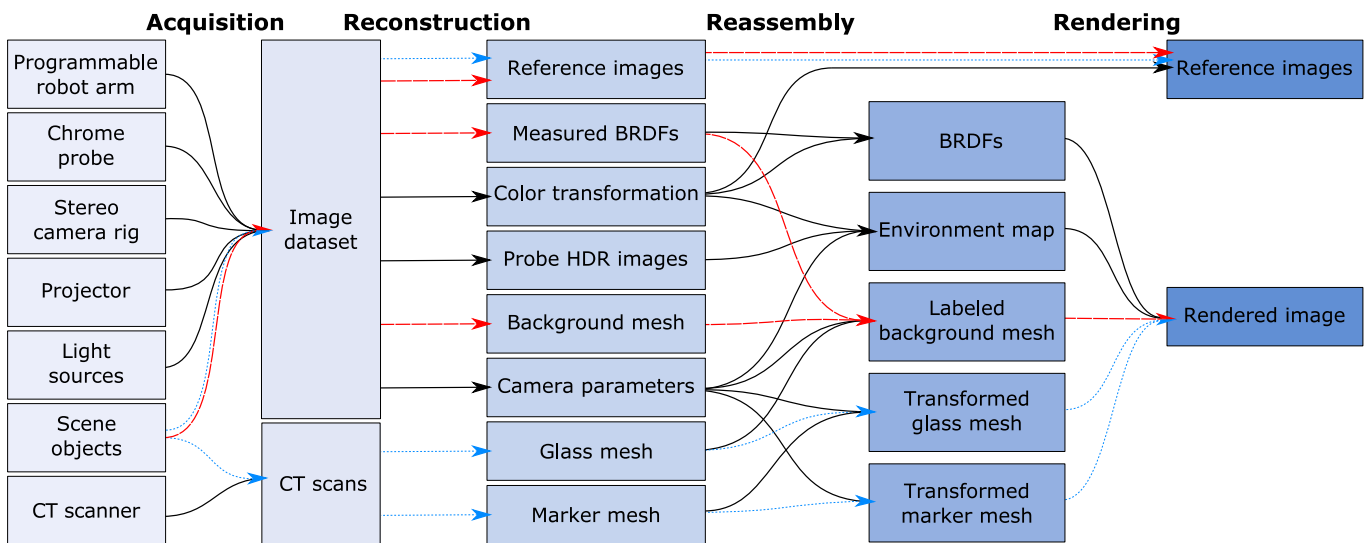 Acquisition
Reconstruction
Reassembly
Rendering
Programmable
robot arm
Chrome
probe
Stereo
camera rig
Projector
Light
sources
Scene
objects
CT scanner
Image
dataset
CT scans
Reference images
Measured BRDFs
Color transformation
Probe HDR images
Background mesh
Camera parameters
Glass mesh
Marker mesh
BRDFs
Environment map
Labeled
background mesh
Transformed
glass mesh
Transformed
marker mesh
Reference images
Rendered image